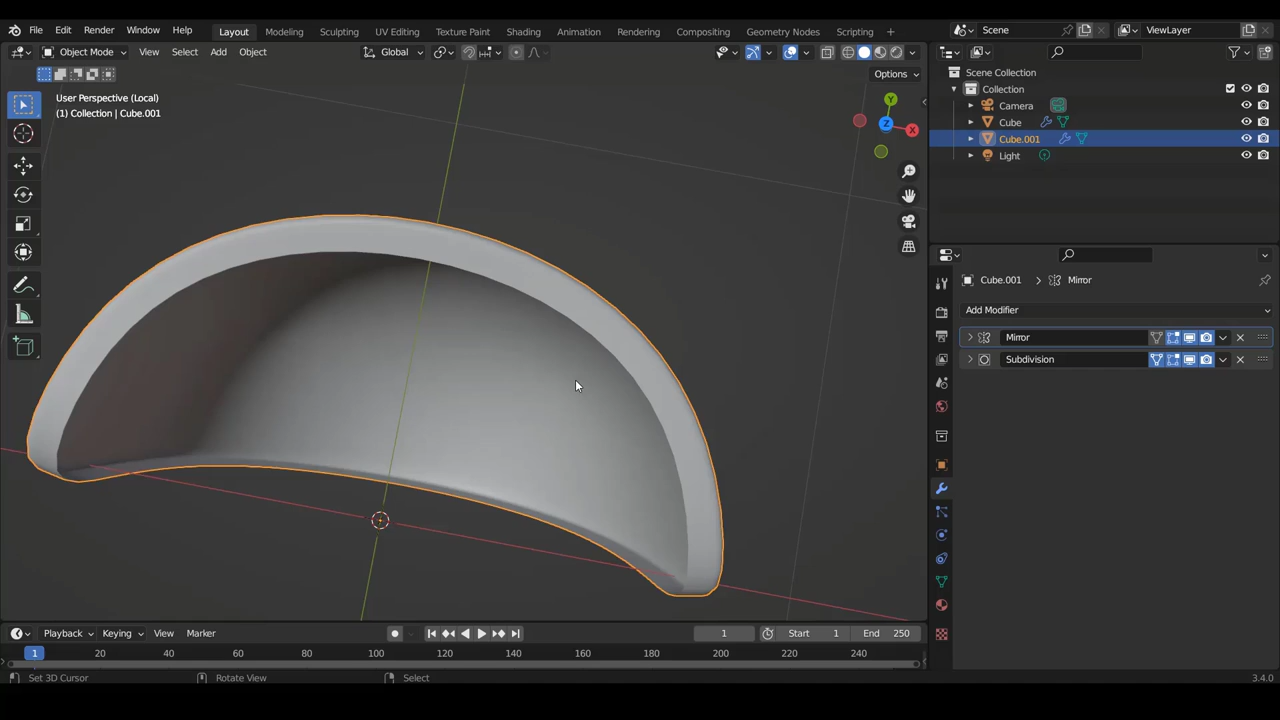 File Edit Render Window Help Layout Modeling Sculpting UV Editing Texture Paint Shading Animation Rendering Compositing Geometry Nodes Scripting + Scene ViewLayer
Object Mode View Select Add Object Global
Options
User Perspective (Local)
(1) Collection | Cube.001
Y
Z
X
Scene Collection
Collection
Camera
Cube
Cube.001
Light
Cube.001 > Mirror
Add Modifier
Mirror
Subdivision
Playback Keying View Marker 1 Start 1 End 250
1 20 40 60 80 100 120 140 160 180 200 220 240
Set 3D Cursor Rotate View Select 3.4.0